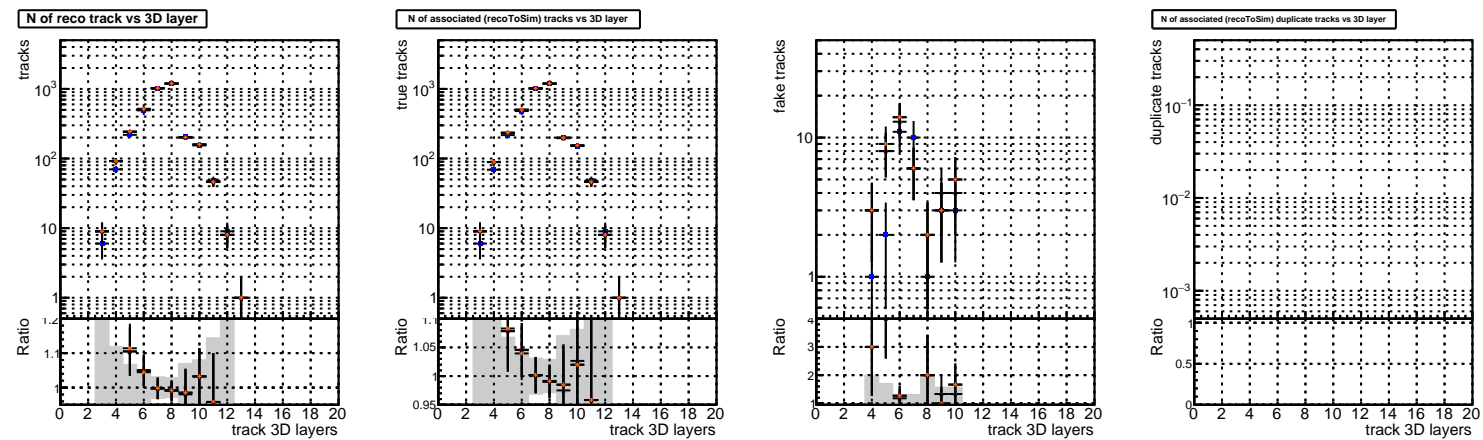 N of reco track vs 3D layer
tracks
10³
10²
10
1
Ratio
1.2
1.1
1
0 2 4 6 8 10 12 14 16 18 20
track 3D layers
N of associated (recoToSim) tracks vs 3D layer
true tracks
10³
10²
10
1
Ratio
1.1
1.05
1
0.95
0 2 4 6 8 10 12 14 16 18 20
track 3D layers
fake tracks
10
1
Ratio
4
3
2
1
0 2 4 6 8 10 12 14 16 18 20
track 3D layers
N of associated (recoToSim) duplicate tracks vs 3D layer
duplicate tracks
10⁻¹
10⁻²
10⁻³
Ratio
1
0.5
0
0 2 4 6 8 10 12 14 16 18 20
track 3D layers